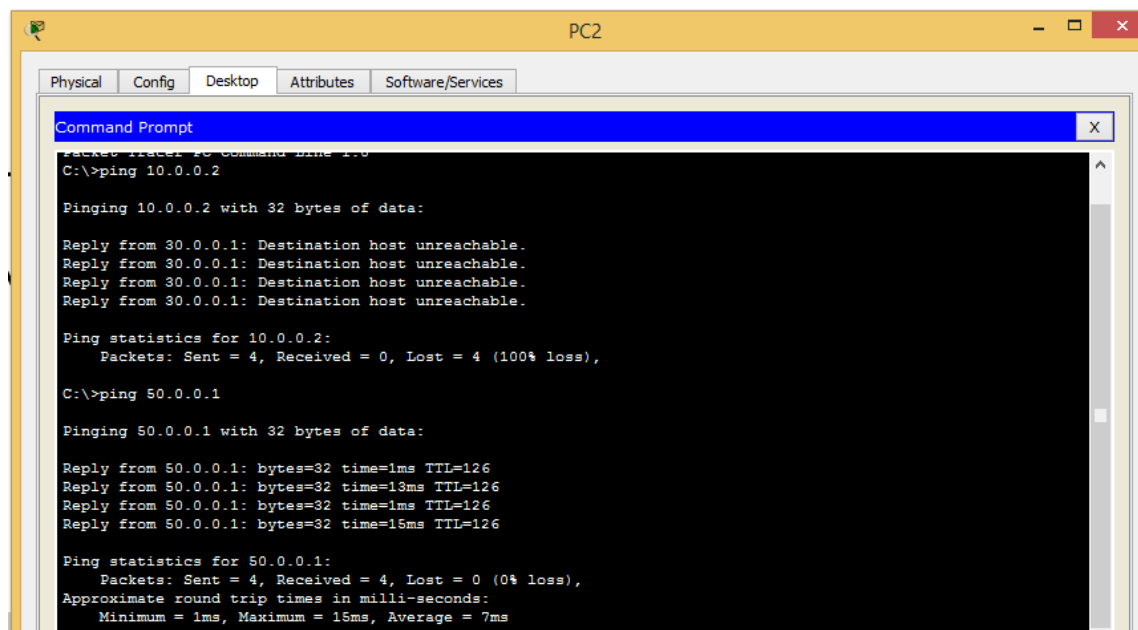 PC2
Physical Config Desktop Attributes Software/Services
Command Prompt X
Packet Tracer PC Command Line 1.0
C:\>ping 10.0.0.2
Pinging 10.0.0.2 with 32 bytes of data:
Reply from 30.0.0.1: Destination host unreachable.
Reply from 30.0.0.1: Destination host unreachable.
Reply from 30.0.0.1: Destination host unreachable.
Reply from 30.0.0.1: Destination host unreachable.
Ping statistics for 10.0.0.2:
Packets: Sent = 4, Received = 0, Lost = 4 (100% loss),
C:\>ping 50.0.0.1
Pinging 50.0.0.1 with 32 bytes of data:
Reply from 50.0.0.1: bytes=32 time=1ms TTL=126
Reply from 50.0.0.1: bytes=32 time=13ms TTL=126
Reply from 50.0.0.1: bytes=32 time=1ms TTL=126
Reply from 50.0.0.1: bytes=32 time=15ms TTL=126
Ping statistics for 50.0.0.1:
Packets: Sent = 4, Received = 4, Lost = 0 (0% loss),
Approximate round trip times in milli-seconds:
Minimum = 1ms, Maximum = 15ms, Average = 7ms